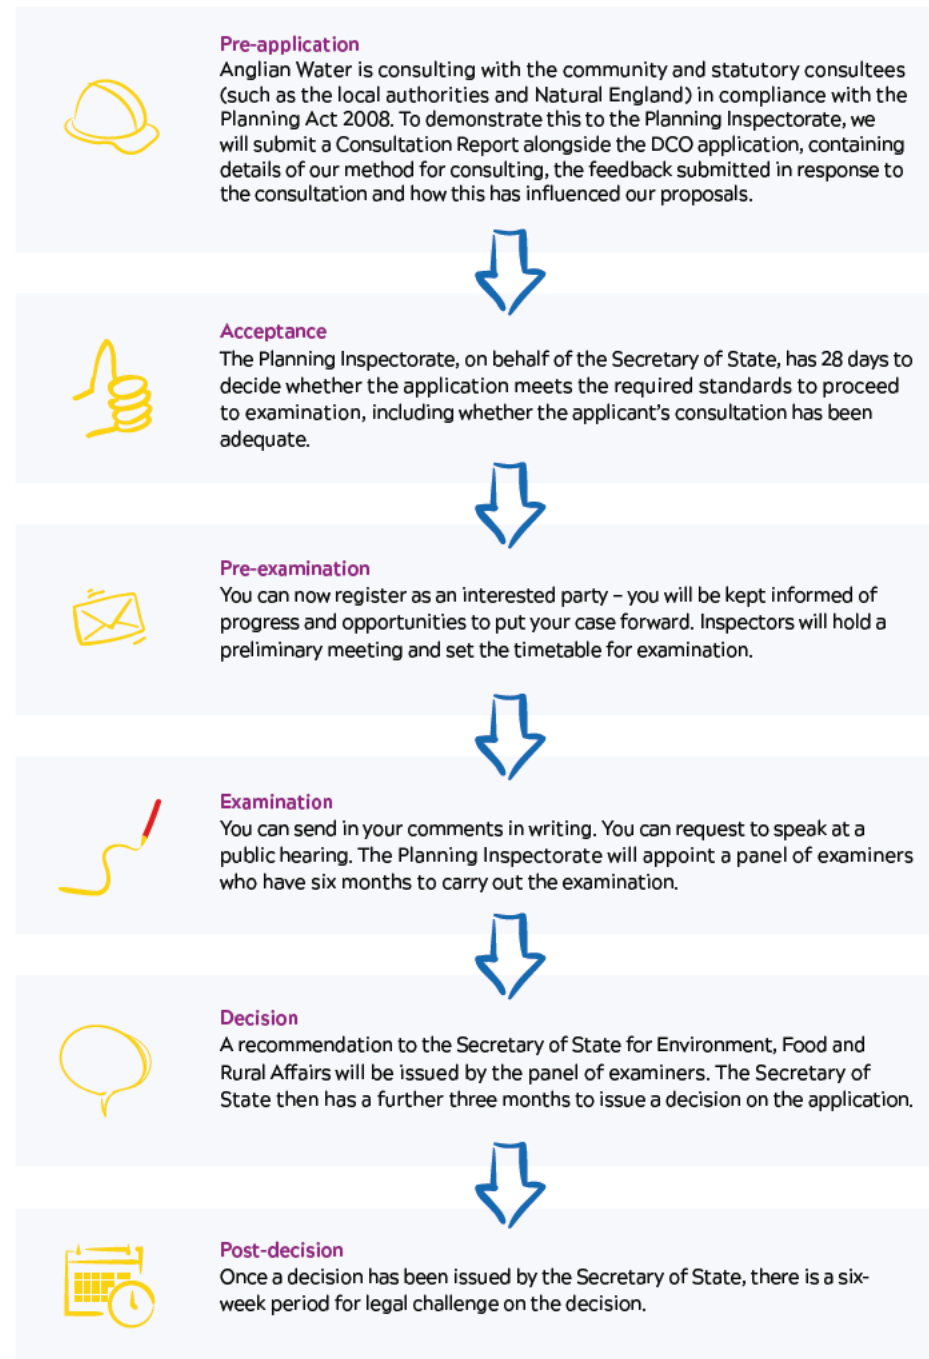 Pre-application
Anglian Water is consulting with the community and statutory consultees
(such as the local authorities and Natural England) in compliance with the
Planning Act 2008. To demonstrate this to the Planning Inspectorate, we
will submit a Consultation Report alongside the DCO application, containing
details of our method for consulting, the feedback submitted in response to
the consultation and how this has influenced our proposals.
Acceptance
The Planning Inspectorate, on behalf of the Secretary of State, has 28 days to
decide whether the application meets the required standards to proceed
to examination, including whether the applicant's consultation has been
adequate.
Pre-examination
You can now register as an interested party – you will be kept informed of
progress and opportunities to put your case forward. Inspectors will hold a
preliminary meeting and set the timetable for examination.
Examination
You can send in your comments in writing. You can request to speak at a
public hearing. The Planning Inspectorate will appoint a panel of examiners
who have six months to carry out the examination.
Decision
A recommendation to the Secretary of State for Environment, Food and
Rural Affairs will be issued by the panel of examiners. The Secretary of
State then has a further three months to issue a decision on the application.
Post-decision
Once a decision has been issued by the Secretary of State, there is a six-
week period for legal challenge on the decision.